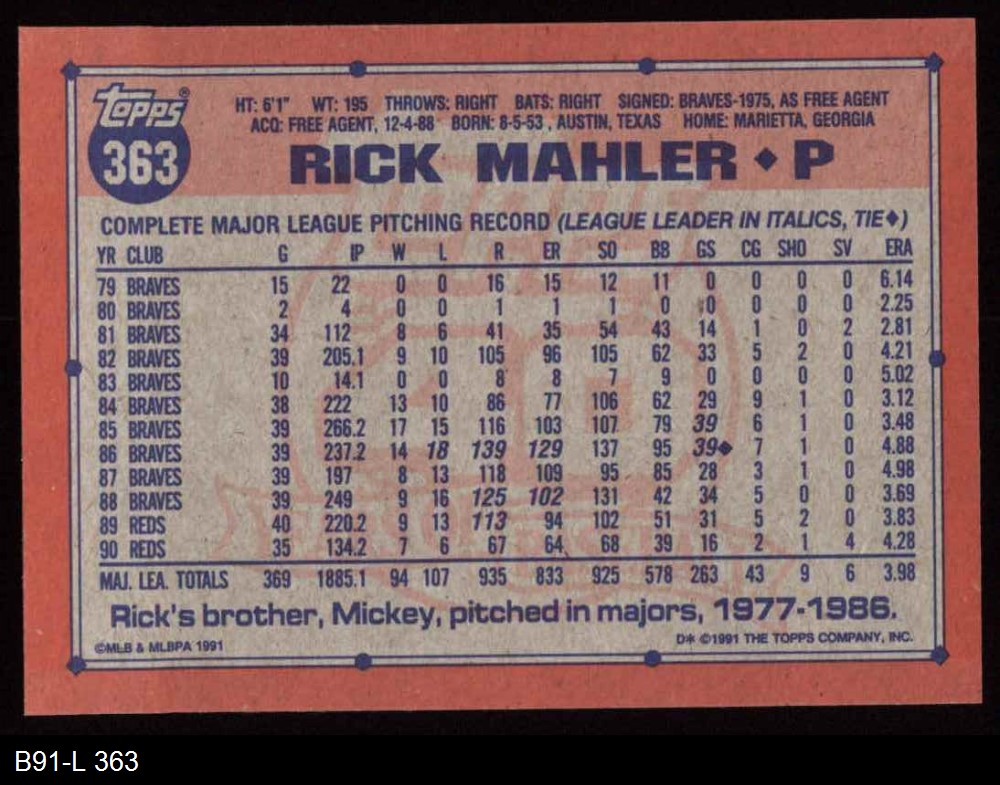 Topps®
363
HT: 6'1" WT: 195 THROWS: RIGHT BATS: RIGHT SIGNED: BRAVES-1975, AS FREE AGENT
ACQ: FREE AGENT, 12-4-88 BORN: 8-5-53, AUSTIN, TEXAS HOME: MARIETTA, GEORGIA
RICK MAHLER ◆ P
COMPLETE MAJOR LEAGUE PITCHING RECORD (LEAGUE LEADER IN ITALICS, TIE◆)
YR CLUB G IP W L R ER SO BB GS CG SHO SV ERA
79 BRAVES 15 22 0 0 16 15 12 11 0 0 0 0 6.14
80 BRAVES 2 4 0 0 1 1 1 0 0 0 0 0 2.25
81 BRAVES 34 112 8 6 41 35 54 43 14 1 0 2 2.81
82 BRAVES 39 205.1 9 10 105 96 105 62 33 5 2 0 4.21
83 BRAVES 10 14.1 0 0 8 8 7 9 0 0 0 0 5.02
84 BRAVES 38 222 13 10 86 77 106 62 29 9 1 0 3.12
85 BRAVES 39 266.2 17 15 116 103 107 79 39 6 1 0 3.48
86 BRAVES 39 237.2 14 18 139 129 137 95 39◆ 7 1 0 4.88
87 BRAVES 39 197 8 13 118 109 95 85 28 3 1 0 4.98
88 BRAVES 39 249 9 16 125 102 131 42 34 5 0 0 3.69
89 REDS 40 220.2 9 13 113 94 102 51 31 5 2 0 3.83
90 REDS 35 134.2 7 6 67 64 68 39 16 2 1 4 4.28
MAJ. LEA. TOTALS 369 1885.1 94 107 935 833 925 578 263 43 9 6 3.98
Rick's brother, Mickey, pitched in majors, 1977-1986.
©MLB & MLBPA 1991 D* ©1991 THE TOPPS COMPANY, INC.
B91-L 363